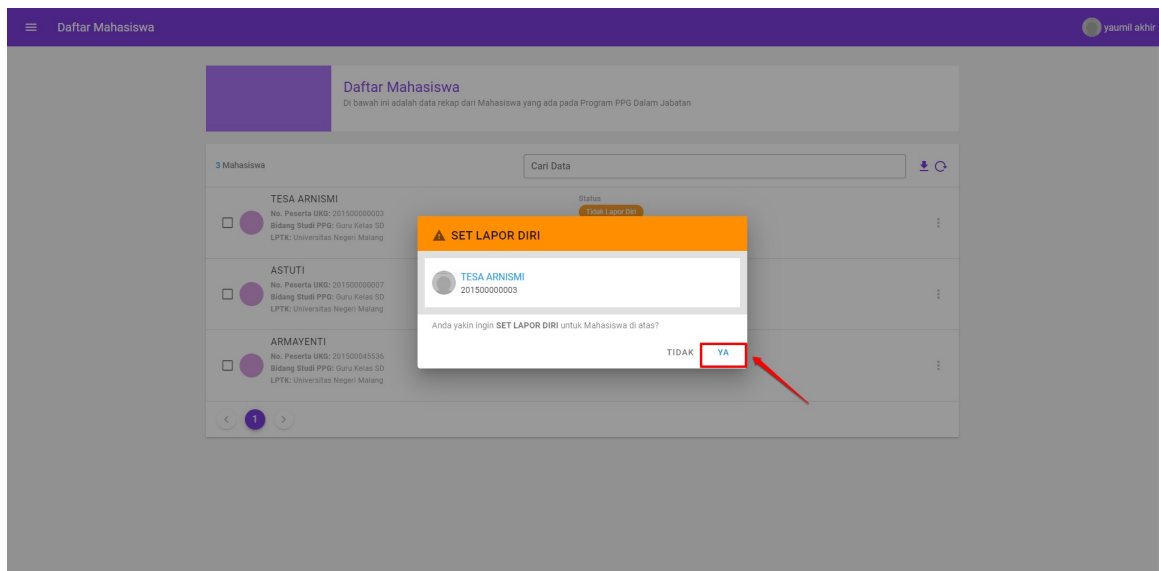 Daftar Mahasiswa
yaumil akhir
Daftar Mahasiswa
Di bawah ini adalah data rekap dari Mahasiswa yang ada pada Program PPG Dalam Jabatan
3 Mahasiswa
Cari Data
TESA ARNISMI
No. Peserta UKG: 201500000003
Bidang Studi PPG: Guru Kelas SD
LPTK: Universitas Negeri Malang
Status
Tidak Lapor Diri
SET LAPOR DIRI
TESA ARNISMI
201500000003
Anda yakin ingin SET LAPOR DIRI untuk Mahasiswa di atas?
TIDAK YA
ASTUTI
No. Peserta UKG: 201500000007
Bidang Studi PPG: Guru Kelas SD
LPTK: Universitas Negeri Malang
ARMAYENTI
No. Peserta UKG: 201500045536
Bidang Studi PPG: Guru Kelas SD
LPTK: Universitas Negeri Malang
1